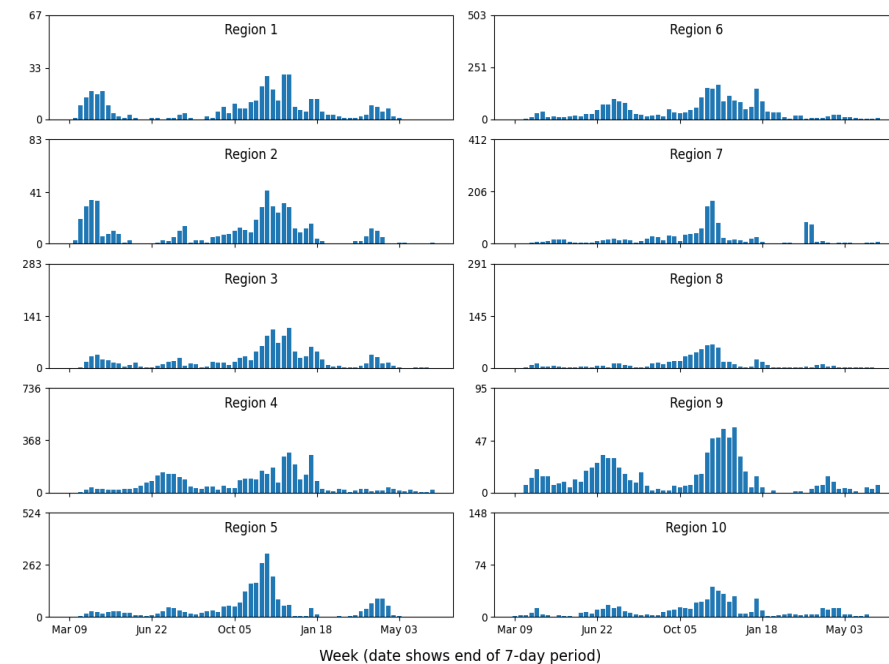 67
33
0
Region 1
503
251
0
Region 6
83
41
0
Region 2
412
206
0
Region 7
283
141
0
Region 3
291
145
0
Region 8
736
368
0
Region 4
95
47
0
Region 9
524
262
0
Region 5
148
74
0
Region 10
Mar 09 Jun 22 Oct 05 Jan 18 May 03
Mar 09 Jun 22 Oct 05 Jan 18 May 03
Week (date shows end of 7-day period)